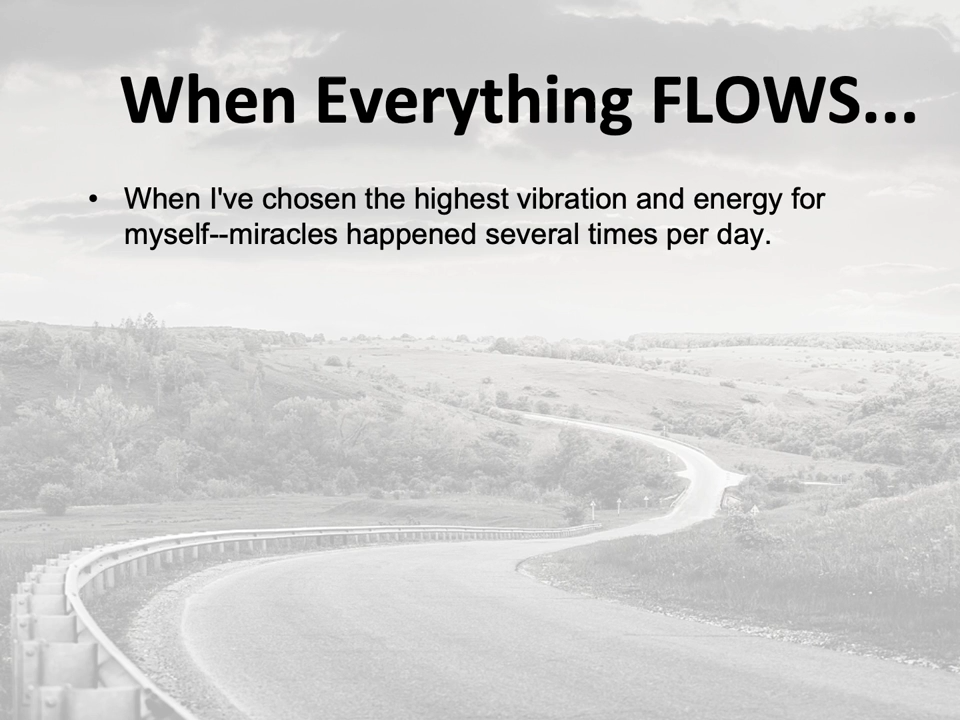 When Everything FLOWS...
• When I've chosen the highest vibration and energy for
myself--miracles happened several times per day.